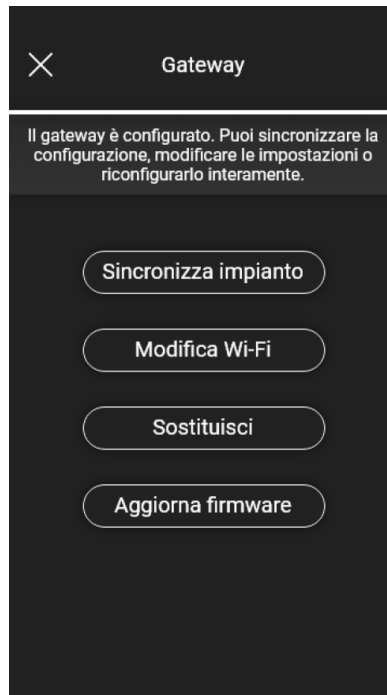 Gateway
Il gateway è configurato. Puoi sincronizzare la
configurazione, modificare le impostazioni o
riconfigurarlo interamente.
Sincronizza impianto
Modifica Wi-Fi
Sostituisci
Aggiorna firmware